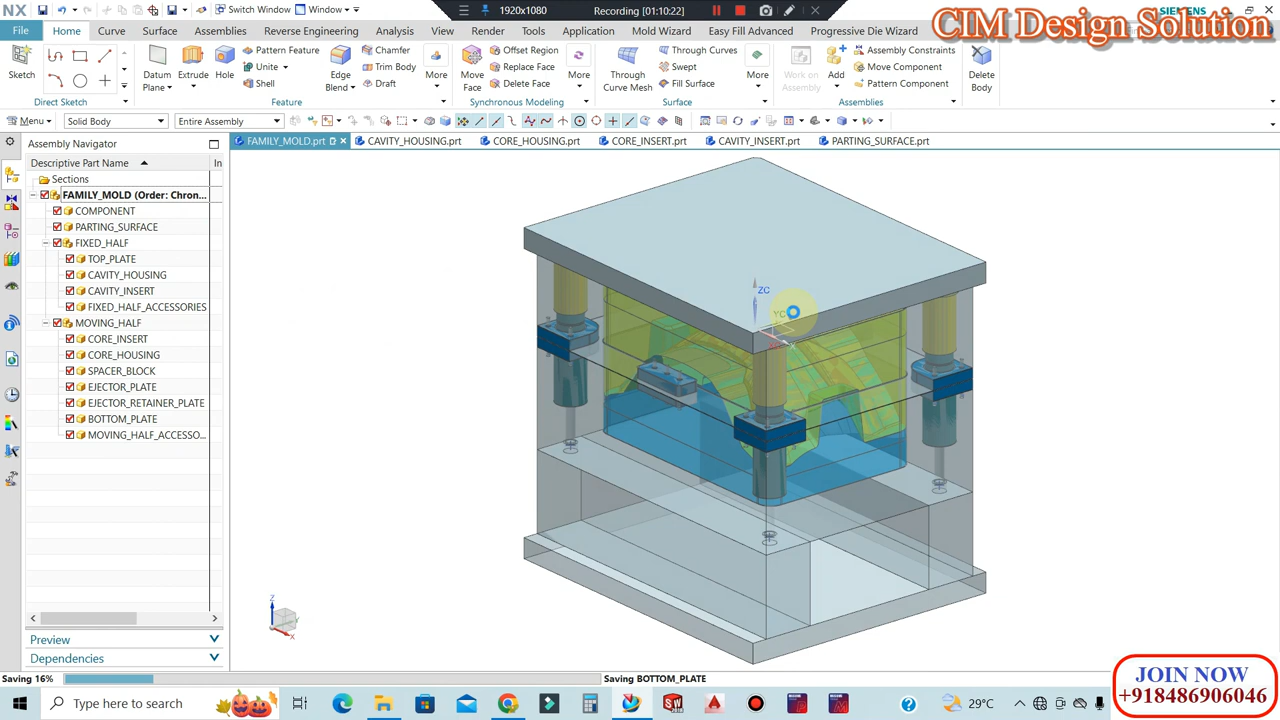 NX
Switch Window
Window
1920x1080
Recording [01:10:22]
SIEMENS
CIM Design Solution
File
Home
Curve
Surface
Assemblies
Reverse Engineering
Analysis
View
Render
Tools
Application
Mold Wizard
Easy Fill Advanced
Progressive Die Wizard
Sketch
Direct Sketch
Datum Plane
Extrude
Hole
Pattern Feature
Unite
Shell
Edge Blend
Chamfer
Trim Body
Draft
More
Feature
Move Face
Offset Region
Replace Face
Delete Face
More
Synchronous Modeling
Through Curve Mesh
Through Curves
Swept
Fill Surface
More
Surface
Work on Assembly
Add
Assembly Constraints
Move Component
Pattern Component
Assemblies
Delete Body
Menu
Solid Body
Entire Assembly
Assembly Navigator
FAMILY_MOLD.prt
CAVITY_HOUSING.prt
CORE_HOUSING.prt
CORE_INSERT.prt
CAVITY_INSERT.prt
PARTING_SURFACE.prt
Descriptive Part Name
In
Sections
FAMILY_MOLD (Order: Chron...
COMPONENT
PARTING_SURFACE
FIXED_HALF
TOP_PLATE
CAVITY_HOUSING
CAVITY_INSERT
FIXED_HALF_ACCESSORIES
MOVING_HALF
CORE_INSERT
CORE_HOUSING
SPACER_BLOCK
EJECTOR_PLATE
EJECTOR_RETAINER_PLATE
BOTTOM_PLATE
MOVING_HALF_ACCESSO...
ZC
YC
Z
X
Preview
Dependencies
Saving 16%
Saving BOTTOM_PLATE
JOIN NOW
+918486906046
Type here to search
29°C